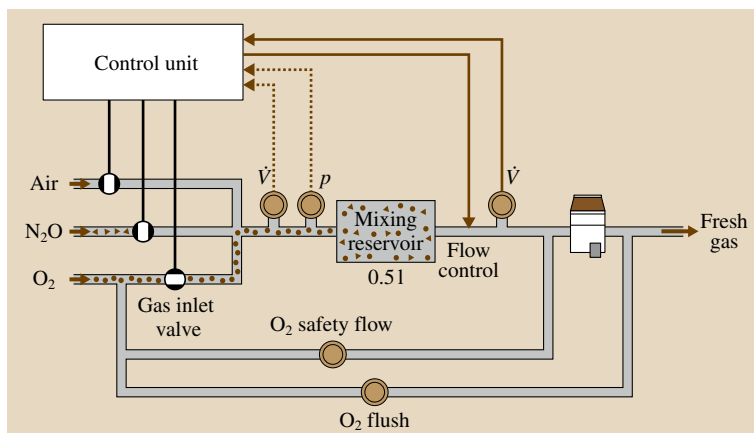 Control unit
Air
V̇
p
V̇
N₂O
Mixing
reservoir
Fresh
gas
Flow
control
O₂
0.51
Gas inlet
valve
O₂ safety flow
O₂ flush